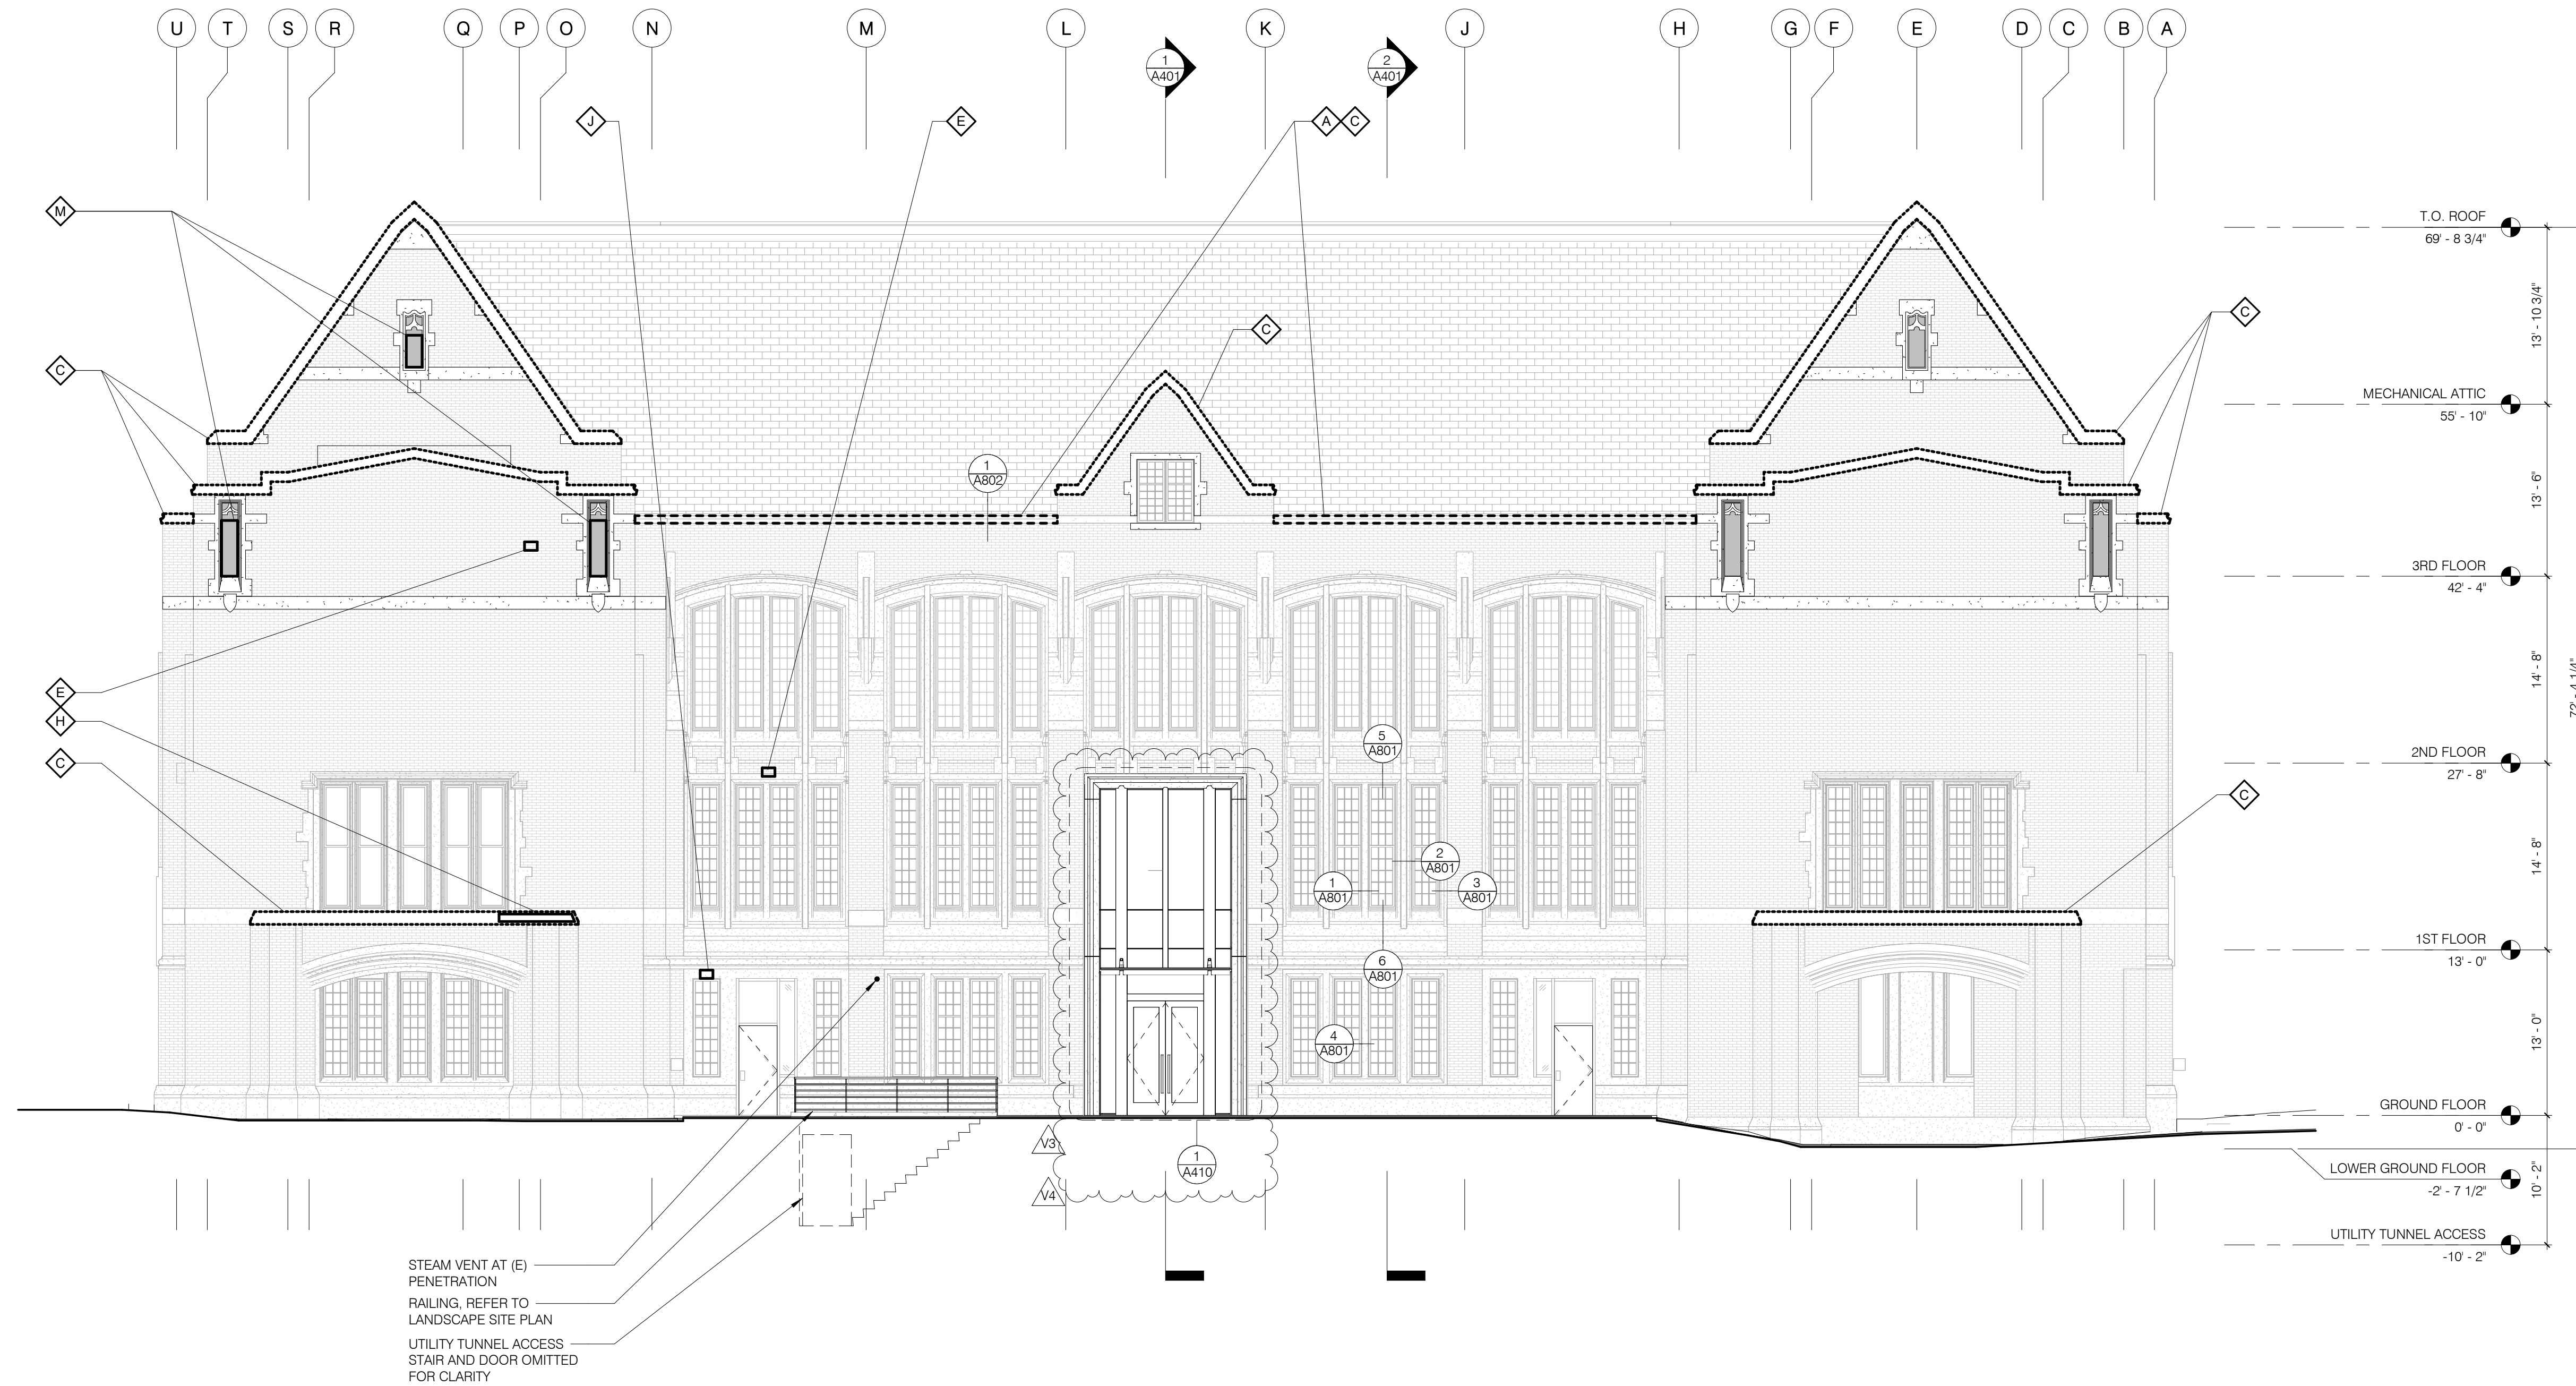 U T S R Q P O N M L K J H G F E D C B A
1
A401
2
A401
J
E
A C
M
C
C
C
1
A802
E
H
C
C
5
A801
2
A801
1
A801
3
A801
6
A801
4
A801
1
A410
V3
V4
T.O. ROOF
69' - 8 3/4"
13' - 10 3/4"
MECHANICAL ATTIC
55' - 10"
13' - 6"
3RD FLOOR
42' - 4"
14' - 8"
72' - 4 1/4"
2ND FLOOR
27' - 8"
14' - 8"
1ST FLOOR
13' - 0"
13' - 0"
GROUND FLOOR
0' - 0"
LOWER GROUND FLOOR
-2' - 7 1/2"
10' - 2"
UTILITY TUNNEL ACCESS
-10' - 2"
STEAM VENT AT (E)
PENETRATION
RAILING, REFER TO
LANDSCAPE SITE PLAN
UTILITY TUNNEL ACCESS
STAIR AND DOOR OMITTED
FOR CLARITY